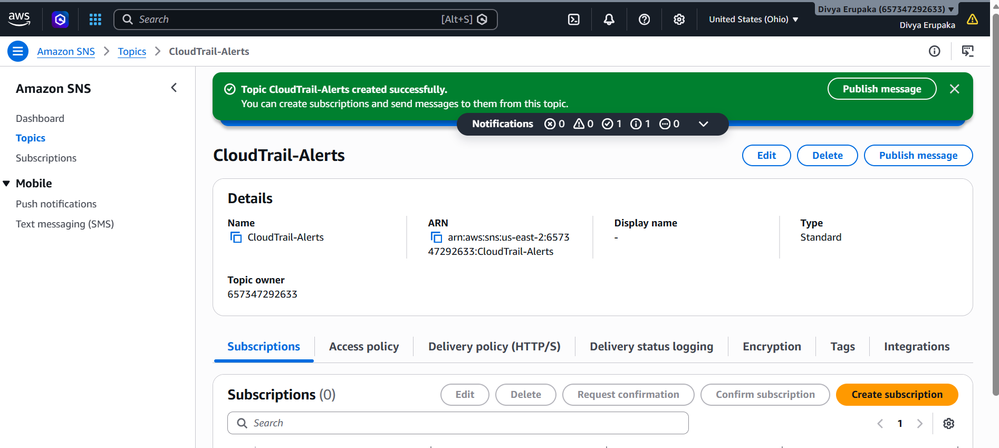 aws
Search
[Alt+S]
United States (Ohio)
Divya Erupaka (657347292633)
Divya Erupaka
Amazon SNS
Topics
CloudTrail-Alerts
Amazon SNS
Dashboard
Topics
Subscriptions
Mobile
Push notifications
Text messaging (SMS)
Topic CloudTrail-Alerts created successfully.
You can create subscriptions and send messages to them from this topic.
Publish message
Notifications 0 0 1 1 0
CloudTrail-Alerts
Edit
Delete
Publish message
Details
Name
CloudTrail-Alerts
ARN
arn:aws:sns:us-east-2:6573
47292633:CloudTrail-Alerts
Display name
-
Type
Standard
Topic owner
657347292633
Subscriptions
Access policy
Delivery policy (HTTP/S)
Delivery status logging
Encryption
Tags
Integrations
Subscriptions (0)
Edit
Delete
Request confirmation
Confirm subscription
Create subscription
Search
1